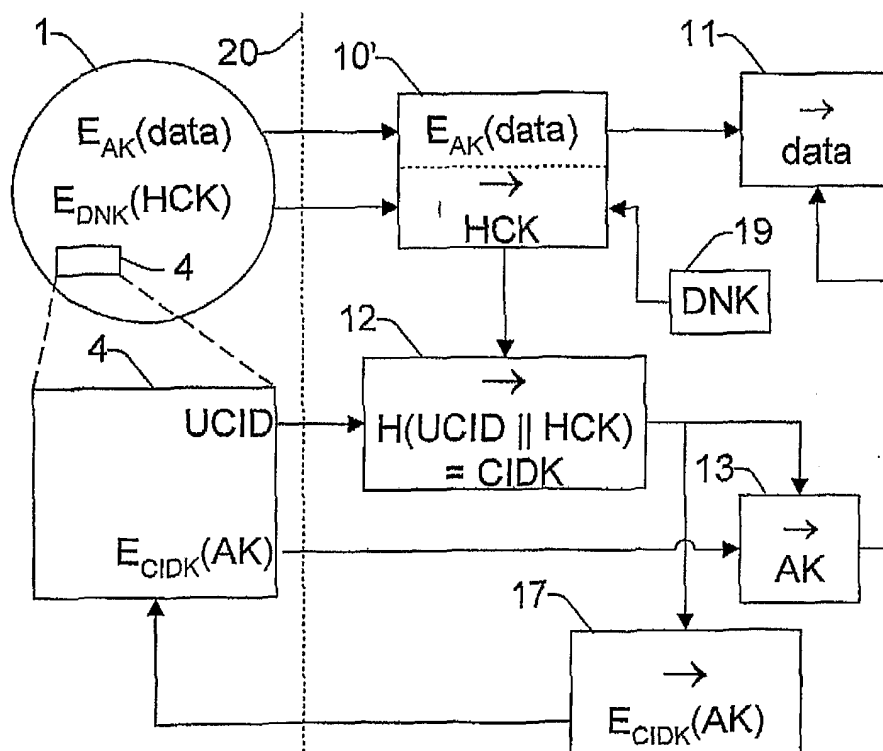 1
20
10'
11
E_AK(data)
E_AK(data)
→
data
E_DNK(HCK)
→
HCK
4
19
DNK
12
4
→
UCID
H(UCID || HCK)
= CIDK
13
→
AK
E_CIDK(AK)
17
→
E_CIDK(AK)